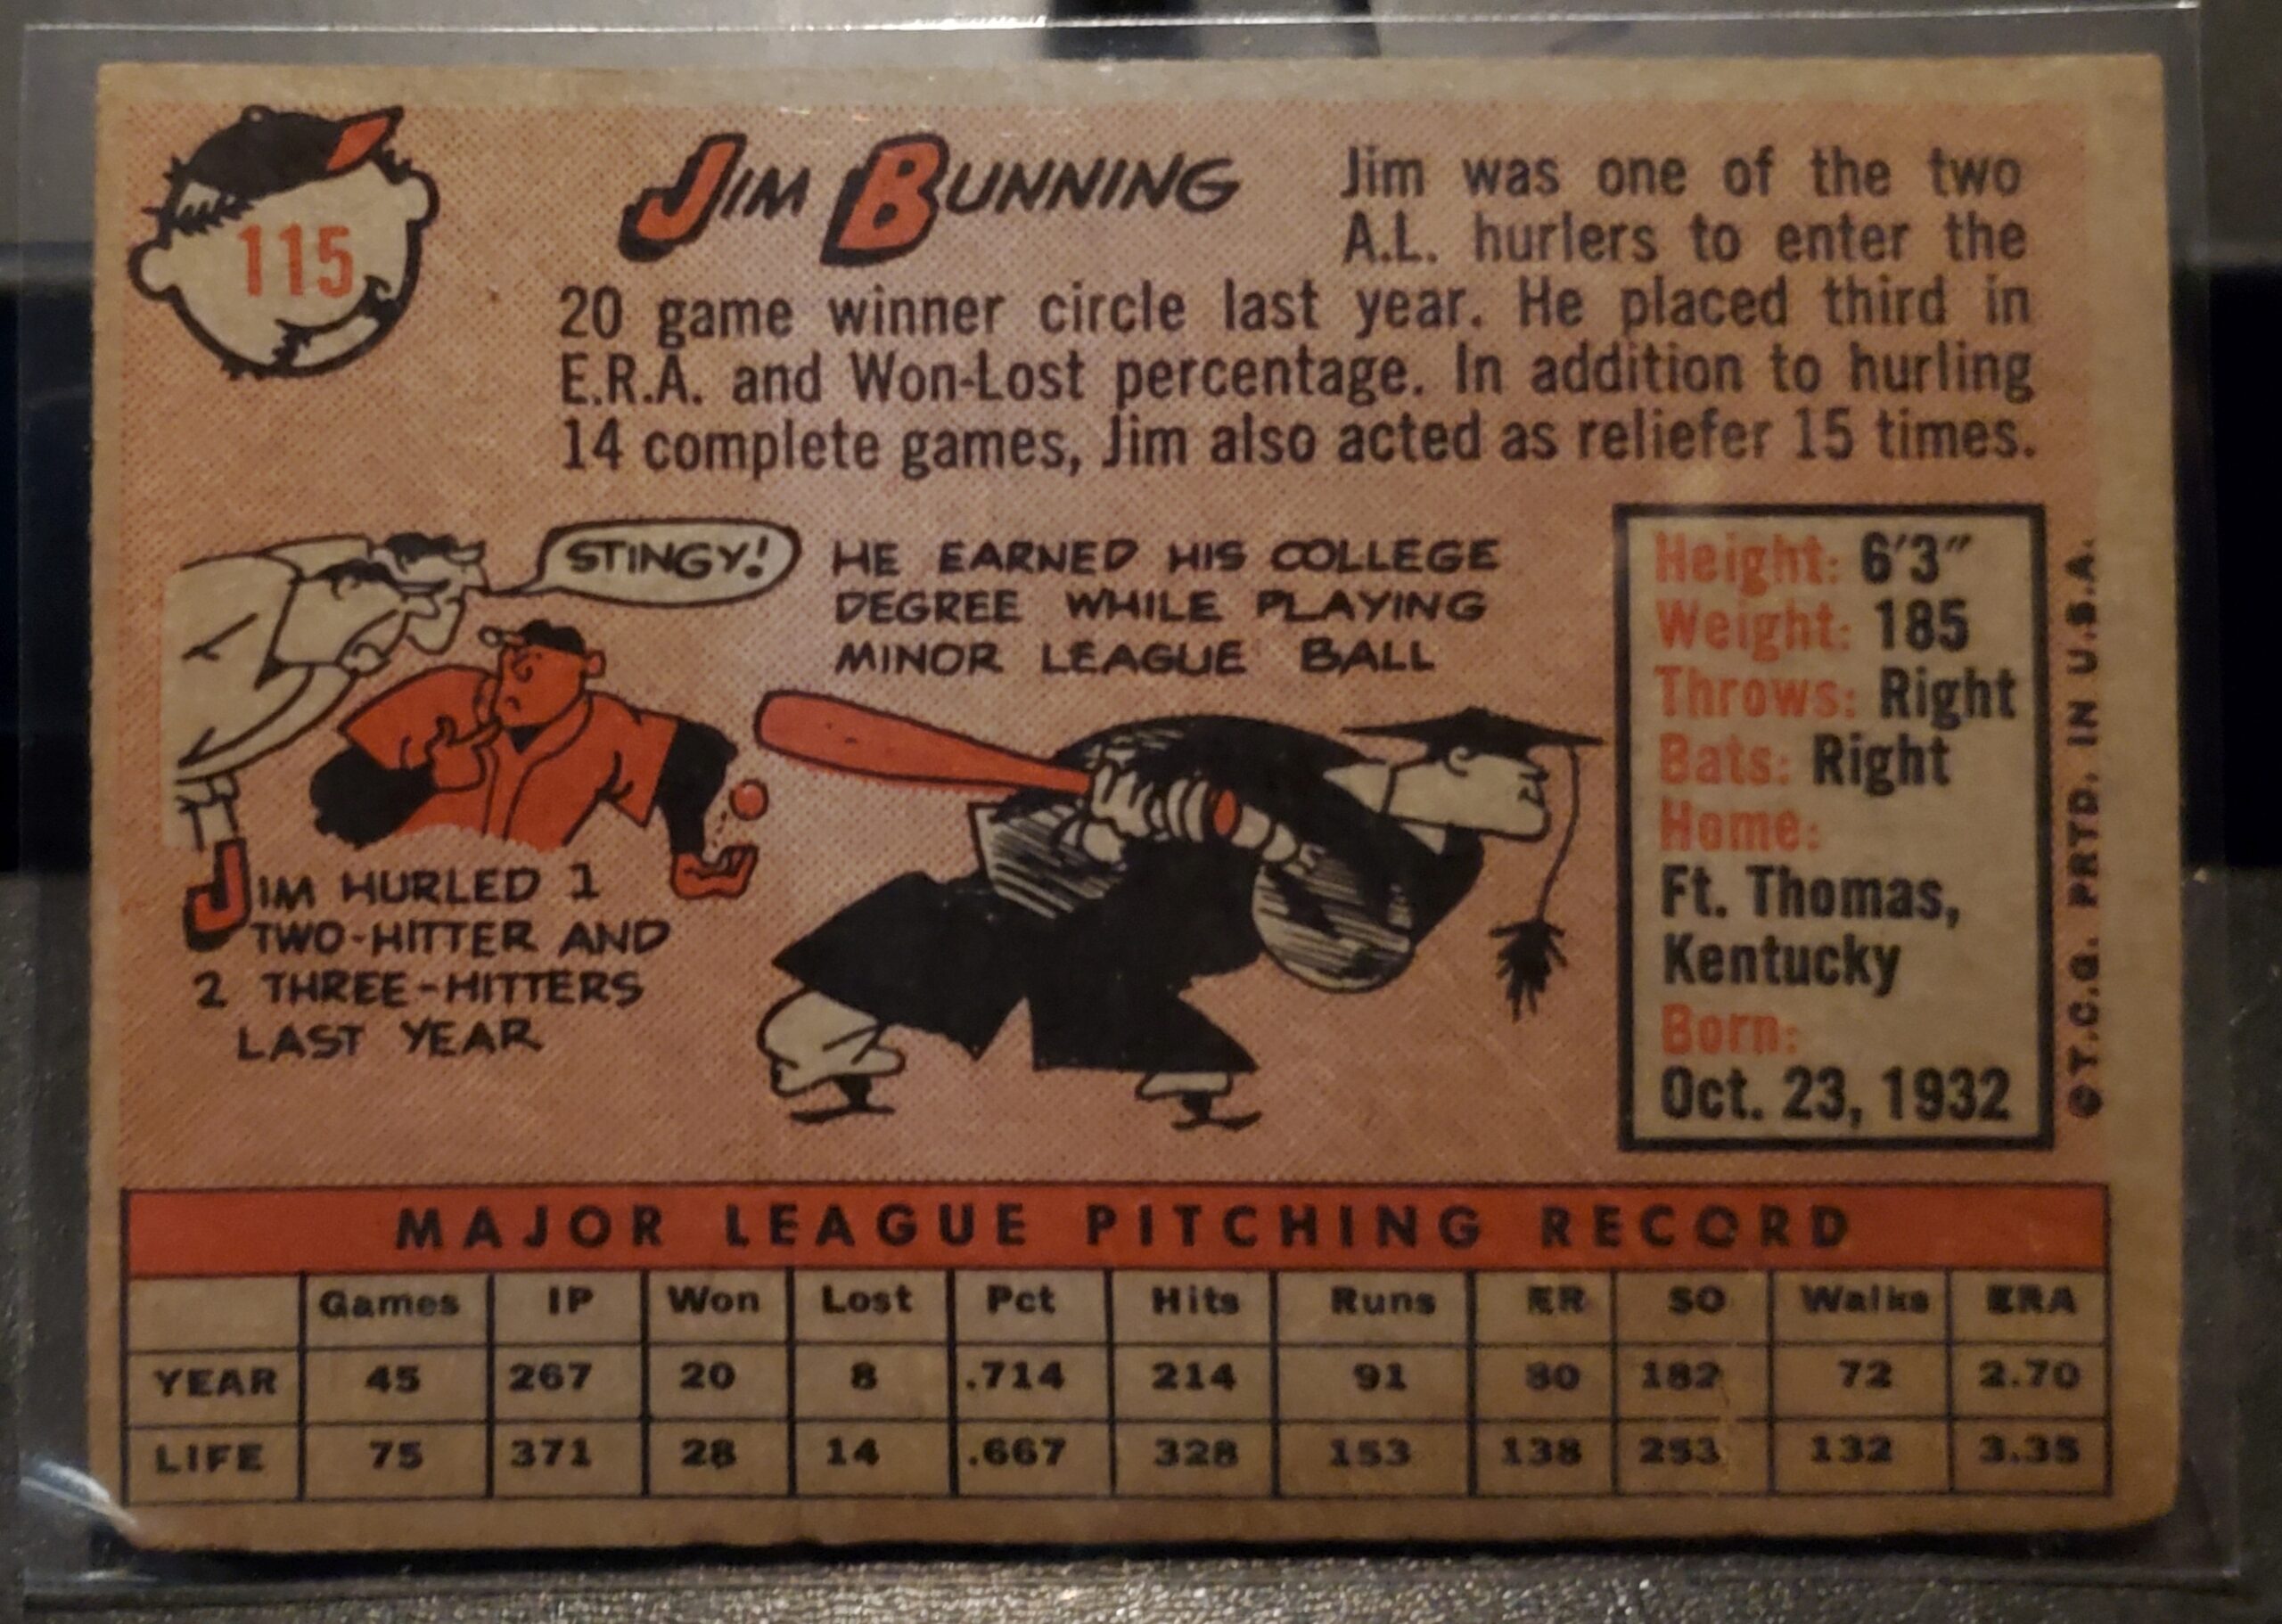 115
JIM BUNNING
Jim was one of the two
A.L. hurlers to enter the
20 game winner circle last year. He placed third in
E.R.A. and Won-Lost percentage. In addition to hurling
14 complete games, Jim also acted as reliefer 15 times.
STINGY!
JIM HURLED 1
TWO-HITTER AND
2 THREE-HITTERS
LAST YEAR
HE EARNED HIS COLLEGE
DEGREE WHILE PLAYING
MINOR LEAGUE BALL
Height: 6'3"
Weight: 185
Throws: Right
Bats: Right
Home:
Ft. Thomas,
Kentucky
Born:
Oct. 23, 1932
©T.C.G. PRTD. IN U.S.A.
MAJOR LEAGUE PITCHING RECORD
Games IP Won Lost Pct Hits Runs ER SO Walks ERA
YEAR 45 267 20 8 .714 214 91 80 182 72 2.70
LIFE 75 371 28 14 .667 328 153 138 253 132 3.35